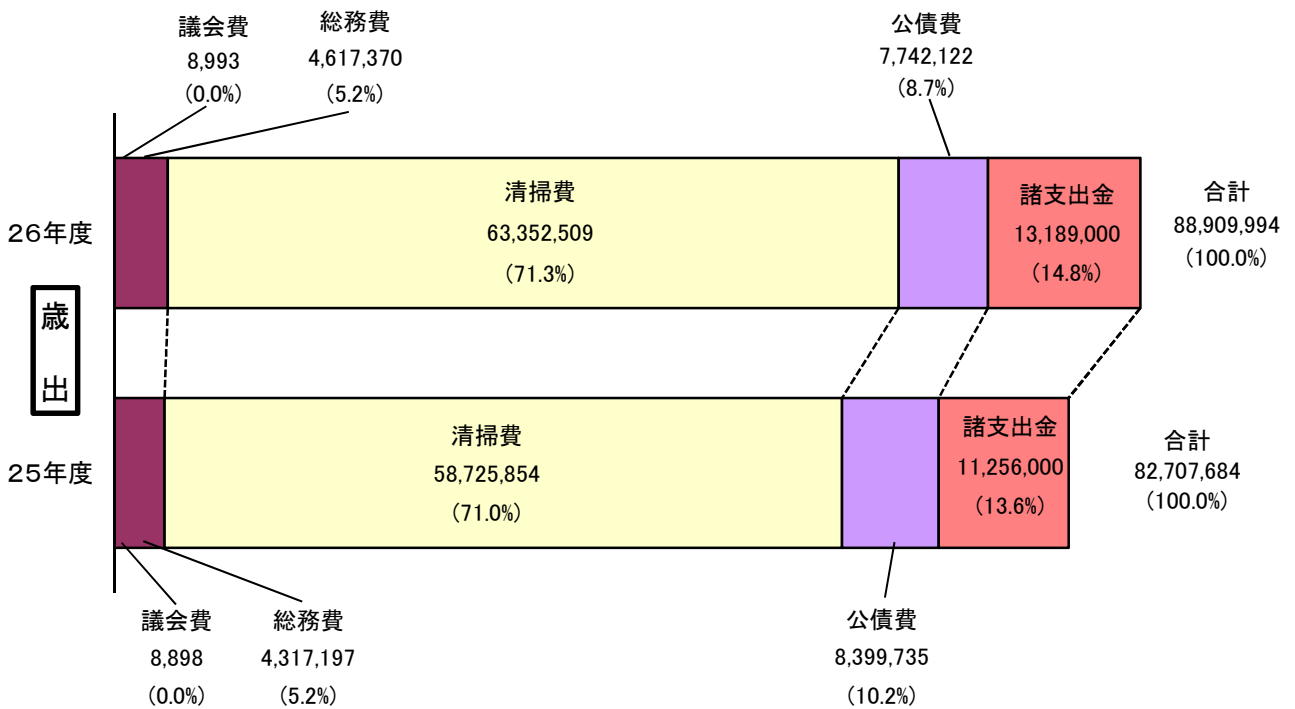 議会費
8,993
(0.0%)
総務費
4,617,370
(5.2%)
公債費
7,742,122
(8.7%)
26年度
清掃費
63,352,509
(71.3%)
諸支出金
13,189,000
(14.8%)
合計
88,909,994
(100.0%)
歳
出
25年度
清掃費
58,725,854
(71.0%)
諸支出金
11,256,000
(13.6%)
合計
82,707,684
(100.0%)
議会費
8,898
(0.0%)
総務費
4,317,197
(5.2%)
公債費
8,399,735
(10.2%)